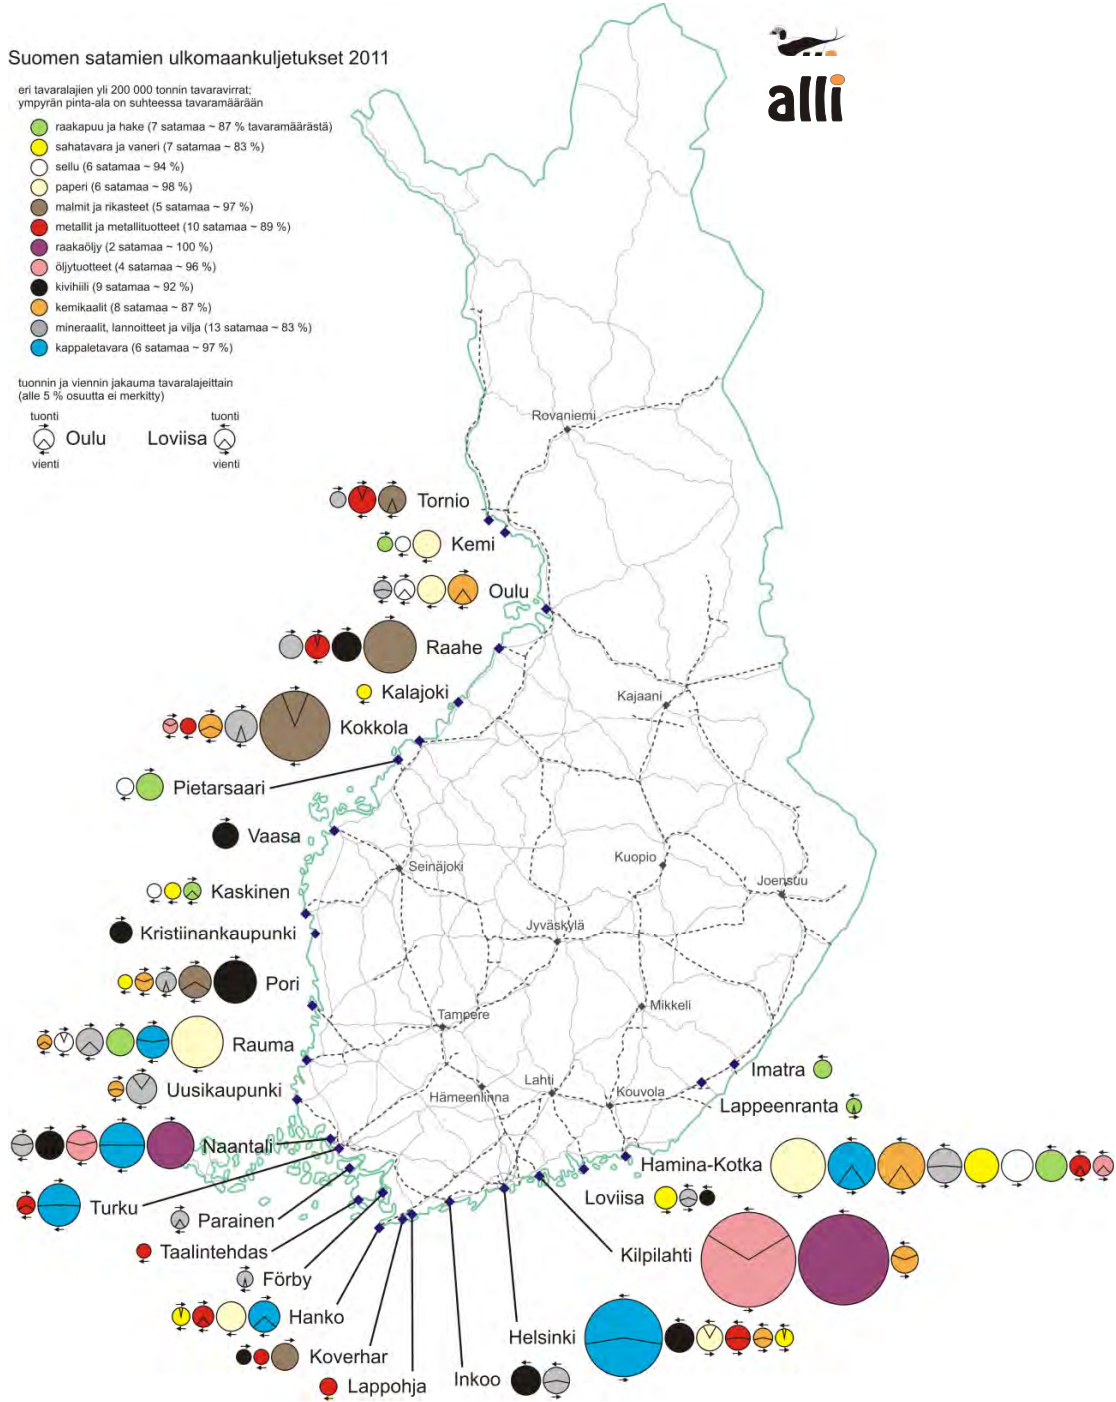 alli
Suomen satamien ulkomaankuljetukset 2011
eri tavaralajien yli 200 000 tonnin tavaravirrat;
ympyrän pinta-ala on suhteessa tavaramäärään
raakapuu ja hake (7 satamaa ~ 87 % tavaramäärästä)
sahatavara ja vaneri (7 satamaa ~ 83 %)
sellu (6 satamaa ~ 94 %)
paperi (6 satamaa ~ 98 %)
malmit ja rikasteet (5 satamaa ~ 97 %)
metallit ja metallituotteet (10 satamaa ~ 89 %)
raakaöljy (2 satamaa ~ 100 %)
öljytuotteet (4 satamaa ~ 96 %)
kivihiili (9 satamaa ~ 92 %)
kemikaalit (8 satamaa ~ 87 %)
mineraalit, lannoitteet ja vilja (13 satamaa ~ 83 %)
kappaletavara (6 satamaa ~ 97 %)
tuonnin ja viennin jakauma tavaralajeittain
(alle 5 % osuutta ei merkitty)
tuonti
tuonti
Oulu
Loviisa
vienti
vienti
Rovaniemi
Tornio
Kemi
Oulu
Raahe
Kalajoki
Kajaani
Kokkola
Pietarsaari
Vaasa
Seinäjoki
Kuopio
Joensuu
Kaskinen
Kristiinankaupunki
Jyväskylä
Pori
Mikkeli
Tampere
Rauma
Imatra
Uusikaupunki
Hämeenlinna
Lahti
Kouvola
Lappeenranta
Naantali
Hamina-Kotka
Turku
Loviisa
Parainen
Taalintehdas
Kilpilahti
Förby
Hanko
Helsinki
Koverhar
Lappohja
Inkoo